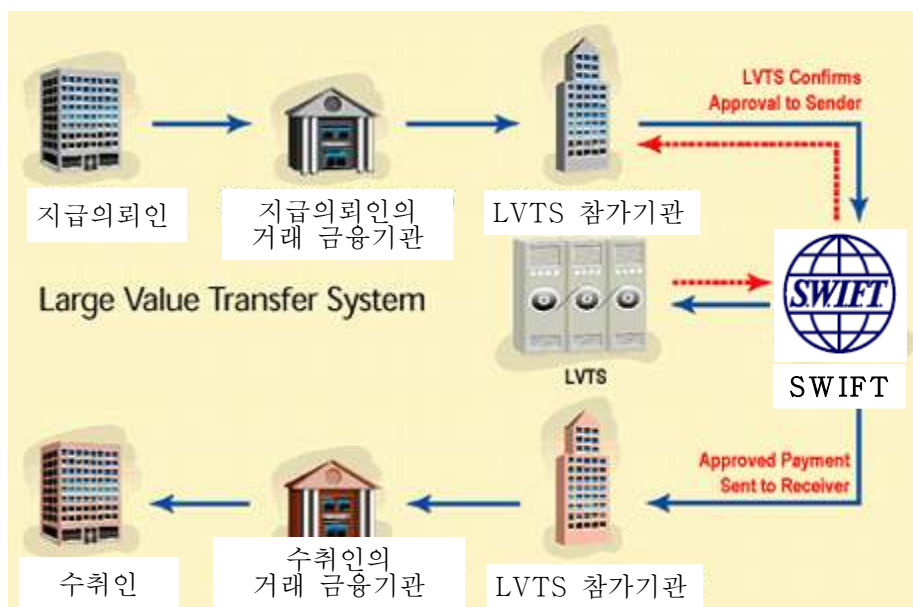 LVTS Confirms
Approval to Sender
지급의뢰인
지급의뢰인의
거래 금융기관
LVTS 참가기관
Large Value Transfer System
LVTS
S.W.I.F.T.
SWIFT
Approved Payment
Sent to Receiver
수취인
수취인의
거래 금융기관
LVTS 참가기관